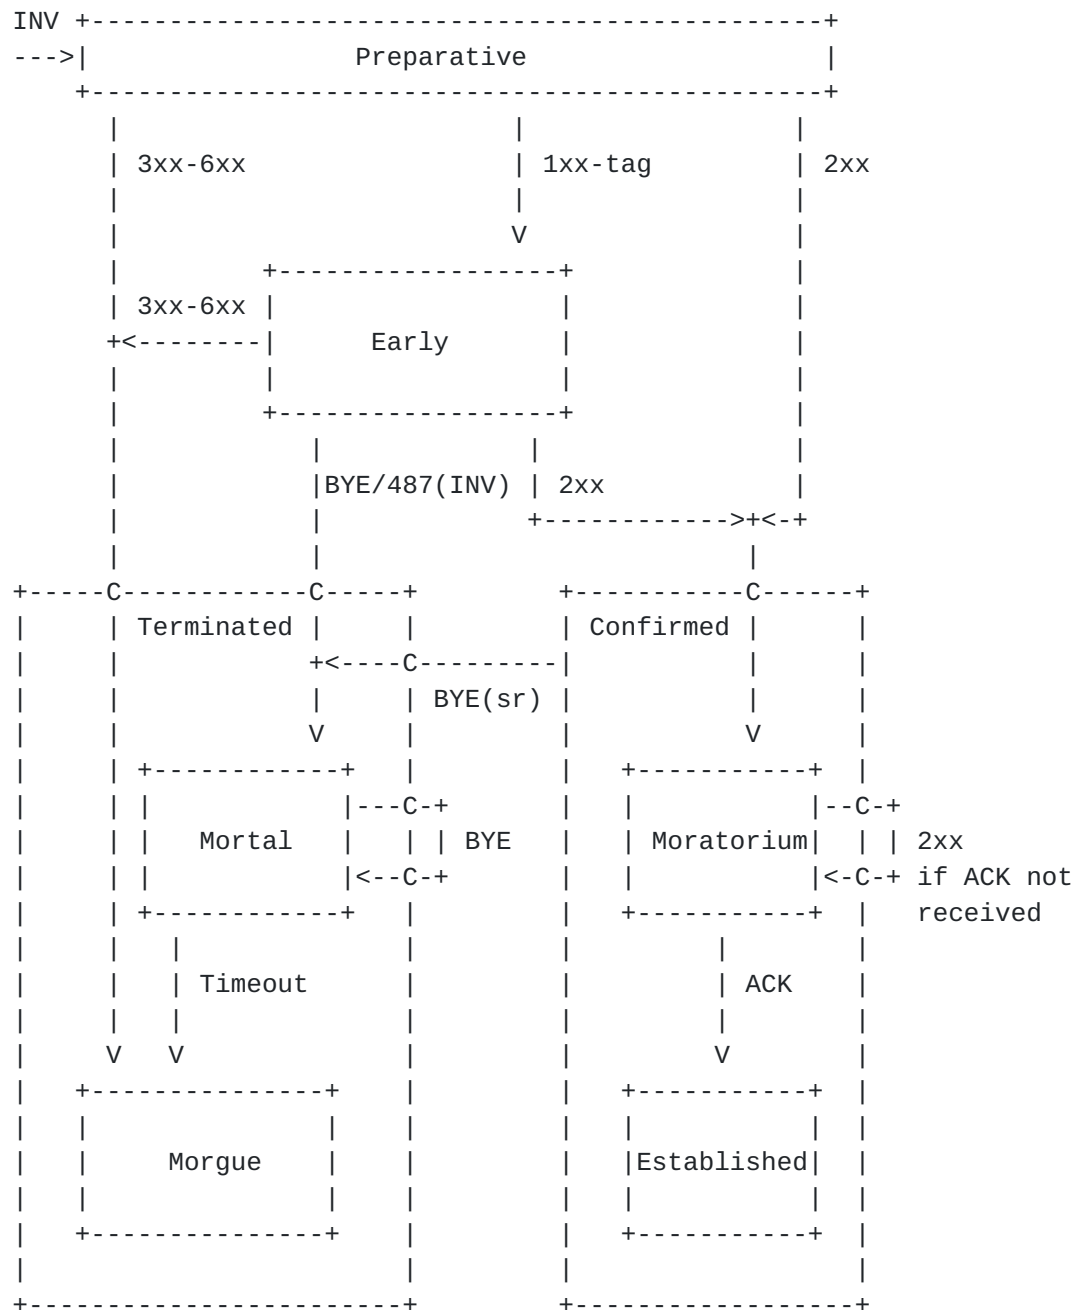 INV
Preparative
3xx-6xx 1xx-tag 2xx
V
3xx-6xx
Early
BYE/487(INV) 2xx
C C C
Terminated Confirmed
C
BYE(sr)
V V
C C
Mortal BYE Moratorium 2xx
C C if ACK not
received
Timeout ACK
V V V
Morgue Established